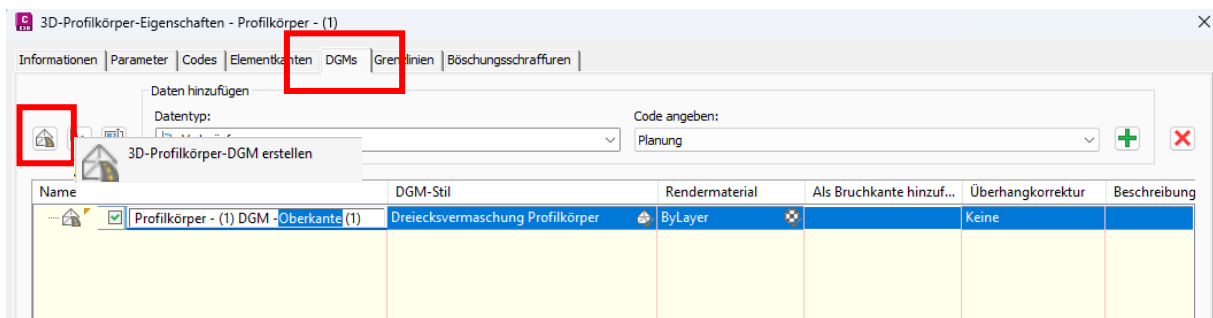 3D-Profilkörper-Eigenschaften - Profilkörper - (1)
Informationen Parameter Codes Elementkanten DGMs Grenzlinien Böschungsschraffuren
Daten hinzufügen
Datentyp: Code angeben:
Planung
3D-Profilkörper-DGM erstellen
Name DGM-Stil Rendermaterial Als Bruchkante hinzuf... Überhangkorrektur Beschreibung
Profilkörper - (1) DGM -Oberkante (1) Dreiecksvermaschung Profilkörper ByLayer Keine